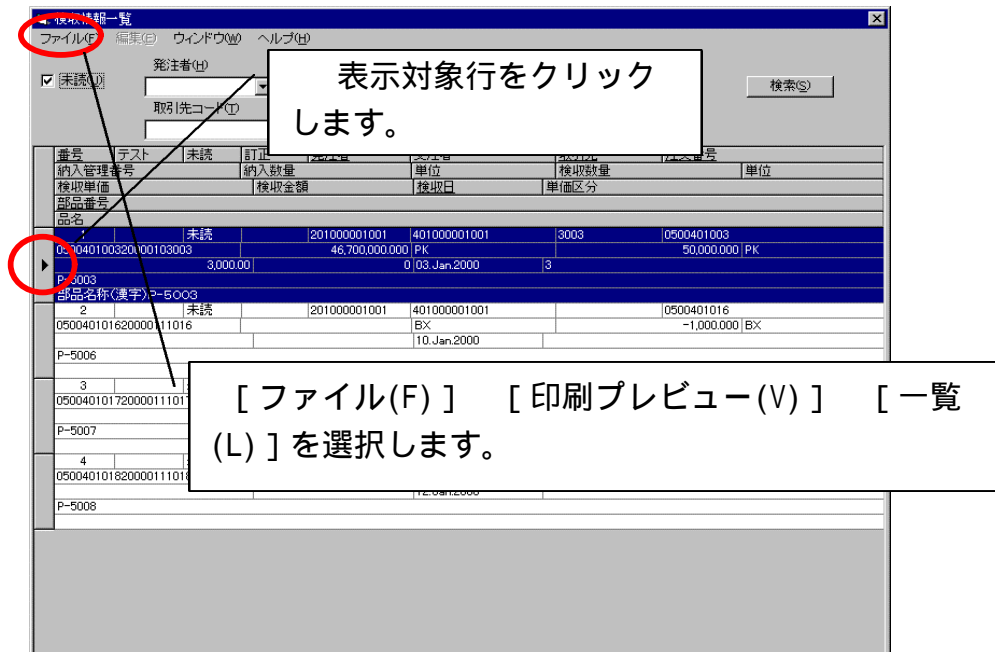 検収情報一覧
ファイル(F) 編集(E) ウィンドウ(W) ヘルプ(H)
発注者(H)
未読(U)
検索(S)
取引先コード(T)
表示対象行をクリック
します。
番号 テスト 未読 訂正 発注者 受注者 取引先 注文番号
納入管理番号 納入数量 単位 検収数量 単位
検収単価 検収金額 検収日 単価区分
部品番号
品名
1 未読 201000001001 401000001001 3003 0500401003
050040100320000103003 46,700,000.000 PK 50,000.000 PK
3,000.00 0 03.Jan.2000 3
P-5003
部品名称(漢字)P-5003
2 未読 201000001001 401000001001 0500401016
050040101620000111016 BX -1,000.000 BX
10.Jan.2000
P-5006
3
P-5007
[ファイル(F)] [印刷プレビュー(V)] [一覧
(L)]を選択します。
4
12.Jan.2000
P-5008